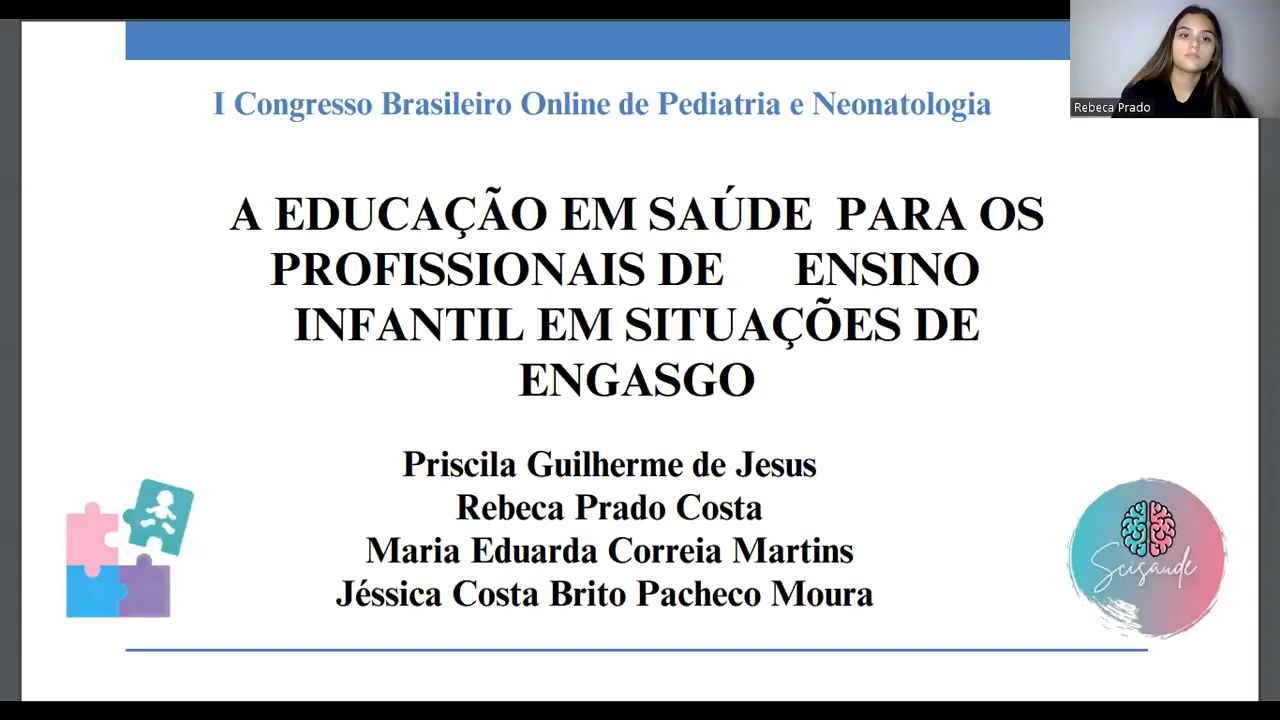 I Congresso Brasileiro Online de Pediatria e Neonatologia
Rebeca Prado
A EDUCAÇÃO EM SAÚDE PARA OS
PROFISSIONAIS DE ENSINO
INFANTIL EM SITUAÇÕES DE
ENGASGO
Priscila Guilherme de Jesus
Rebeca Prado Costa
Maria Eduarda Correia Martins
Jéssica Costa Brito Pacheco Moura
Scisaude